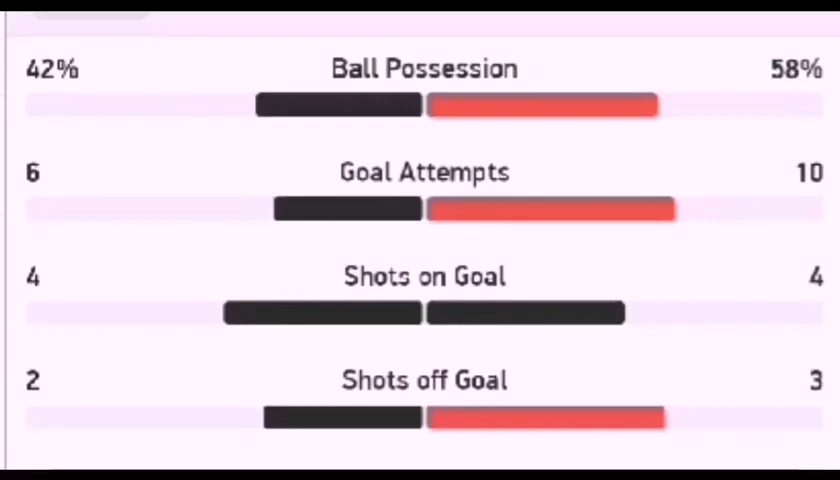 42% Ball Possession 58%
6 Goal Attempts 10
4 Shots on Goal 4
2 Shots off Goal 3